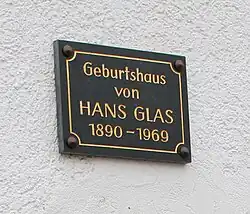 Geburtshaus
von
HANS GLAS
1890 – 1969